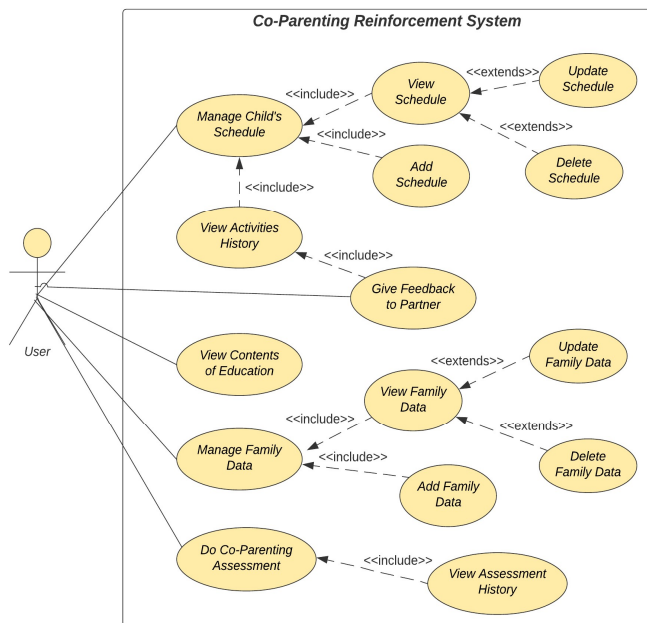 Co-Parenting Reinforcement System
Manage Child's
Schedule
<<include>>
View
Schedule
<<extends>>
Update
Schedule
<<include>>
Add
Schedule
<<extends>>
Delete
Schedule
<<include>>
View Activities
History
<<include>>
Give Feedback
to Partner
User
View Contents
of Education
Manage Family
Data
<<include>>
View Family
Data
<<extends>>
Update
Family Data
<<include>>
Add Family
Data
<<extends>>
Delete
Family Data
Do Co-Parenting
Assessment
<<include>>
View Assessment
History